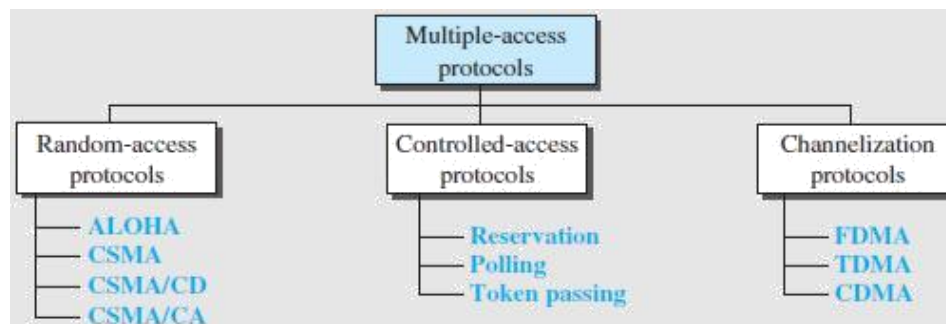 Multiple-access
protocols
Random-access
protocols
Controlled-access
protocols
Channelization
protocols
ALOHA
CSMA
CSMA/CD
CSMA/CA
Reservation
Polling
Token passing
FDMA
TDMA
CDMA